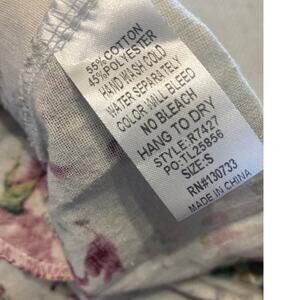 55% COTTON
45% POLYESTER
HAND WASH COLD
WATER SEPARATELY
COLOR WILL BLEED
NO BLEACH
HANG TO DRY
STYLE:R7427
PO:TL25856
SIZE:S
RN#130733
MADE IN CHINA